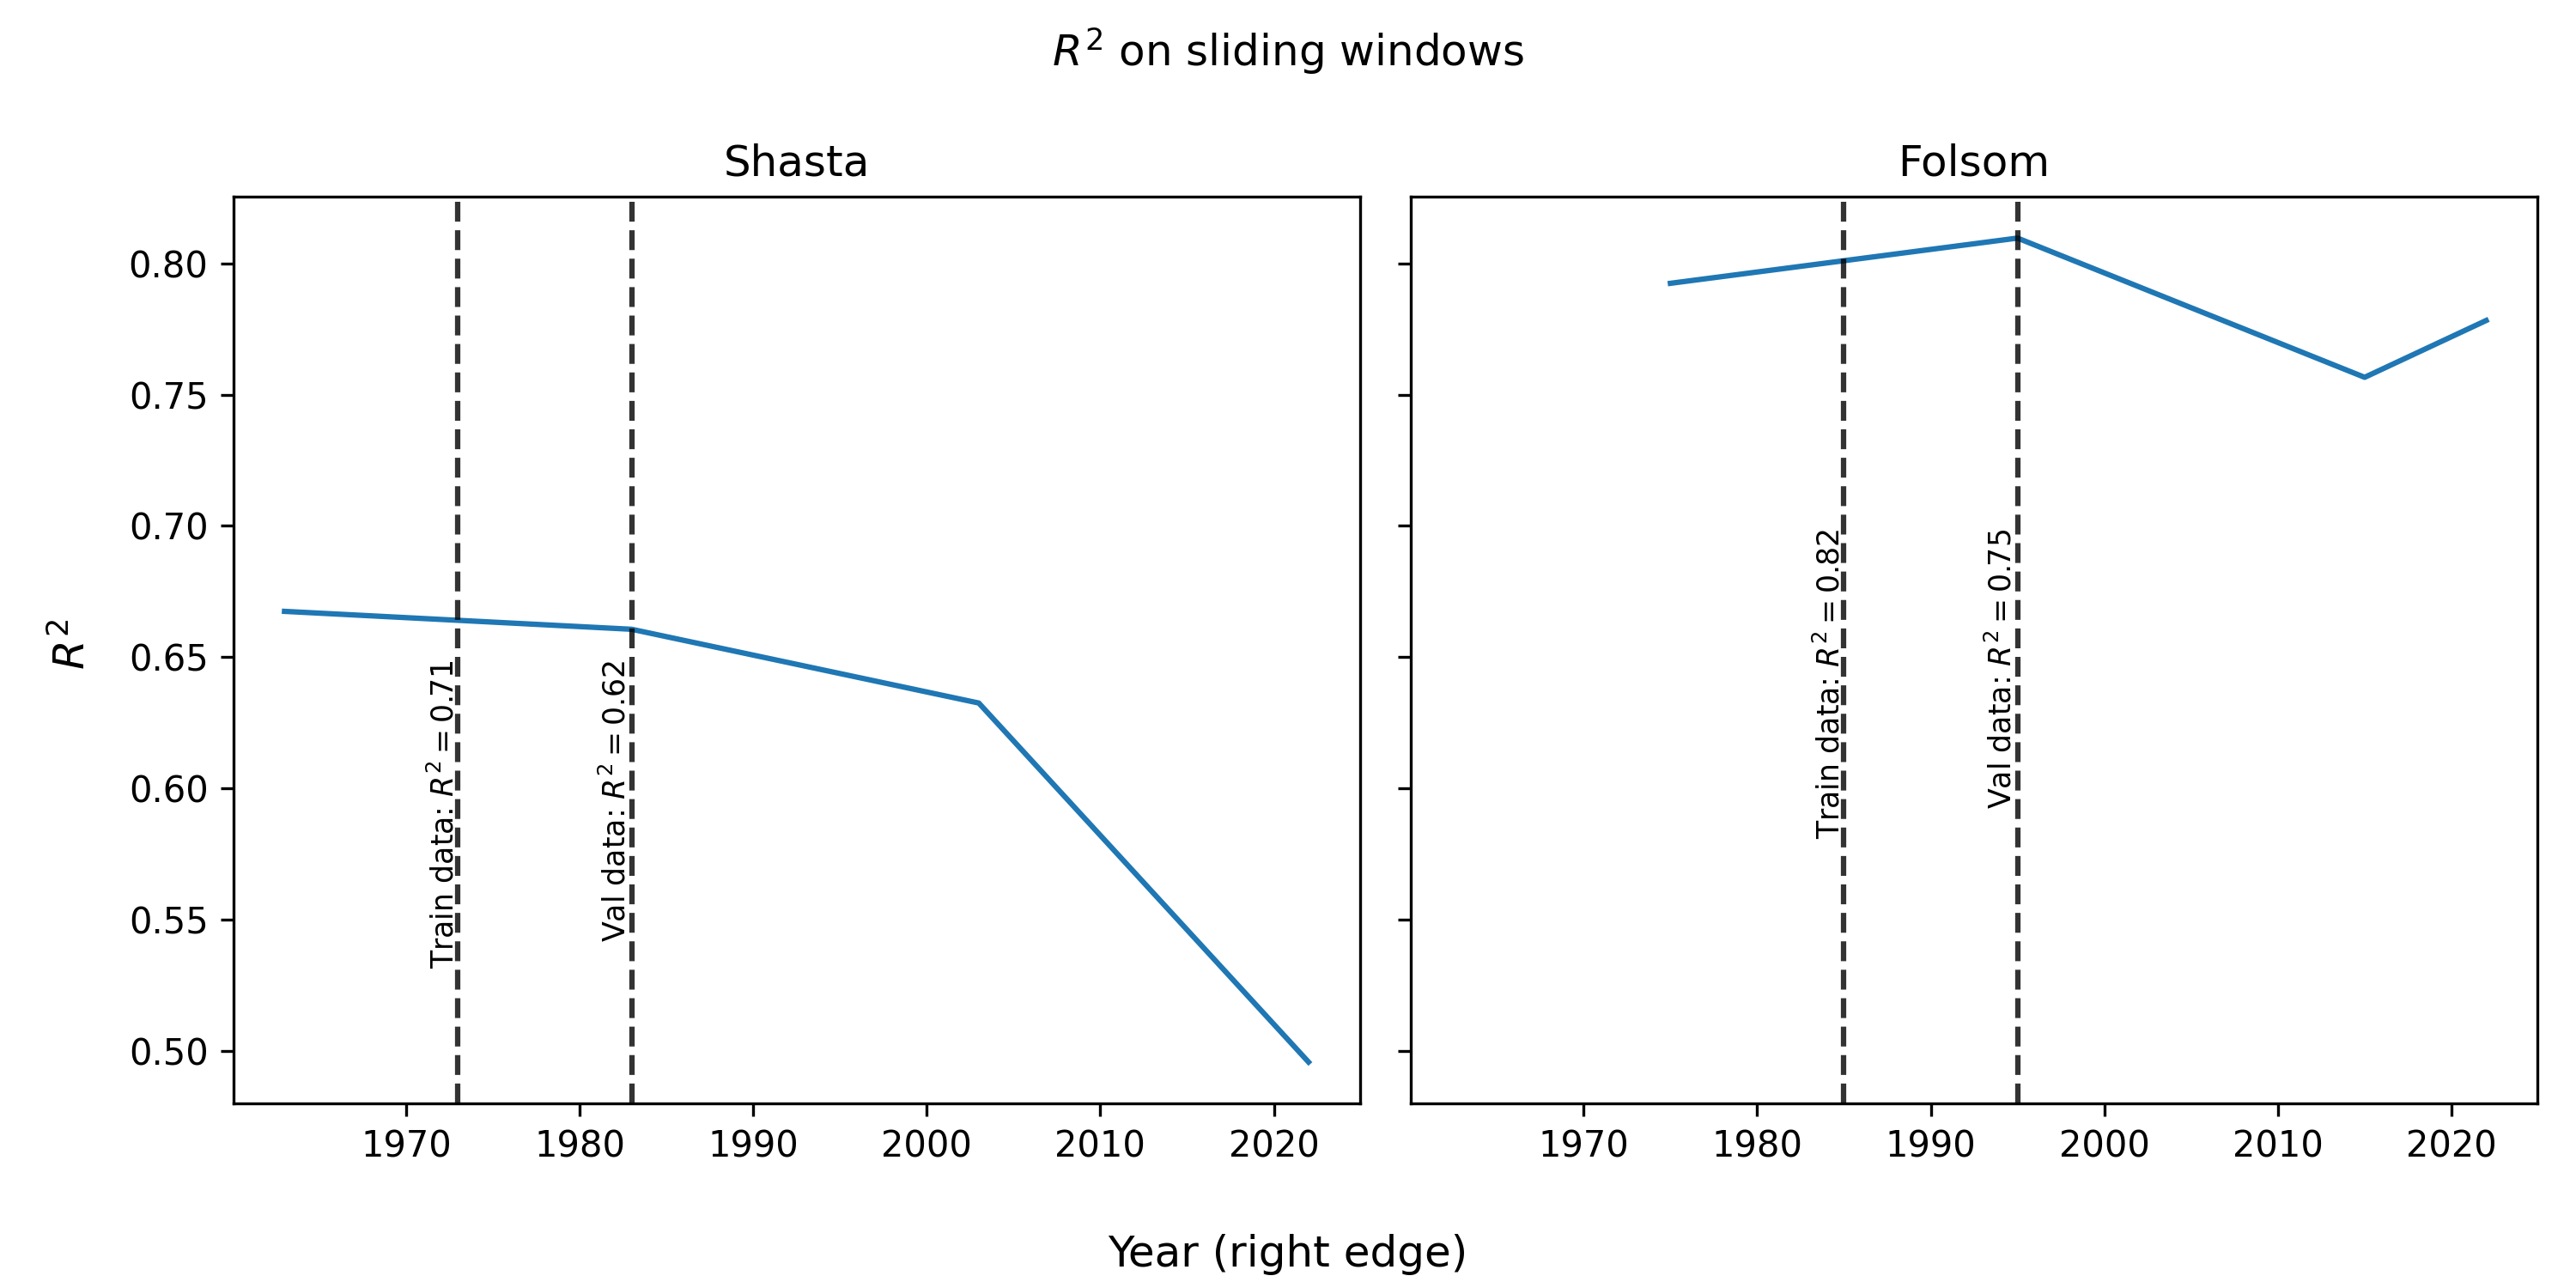 R² on sliding windows
Shasta
Folsom
R²
0.80
0.75
0.70
0.65
0.60
0.55
0.50
Train data: R² = 0.71
Val data: R² = 0.62
Train data: R² = 0.82
Val data: R² = 0.75
1970 1980 1990 2000 2010 2020
1970 1980 1990 2000 2010 2020
Year (right edge)